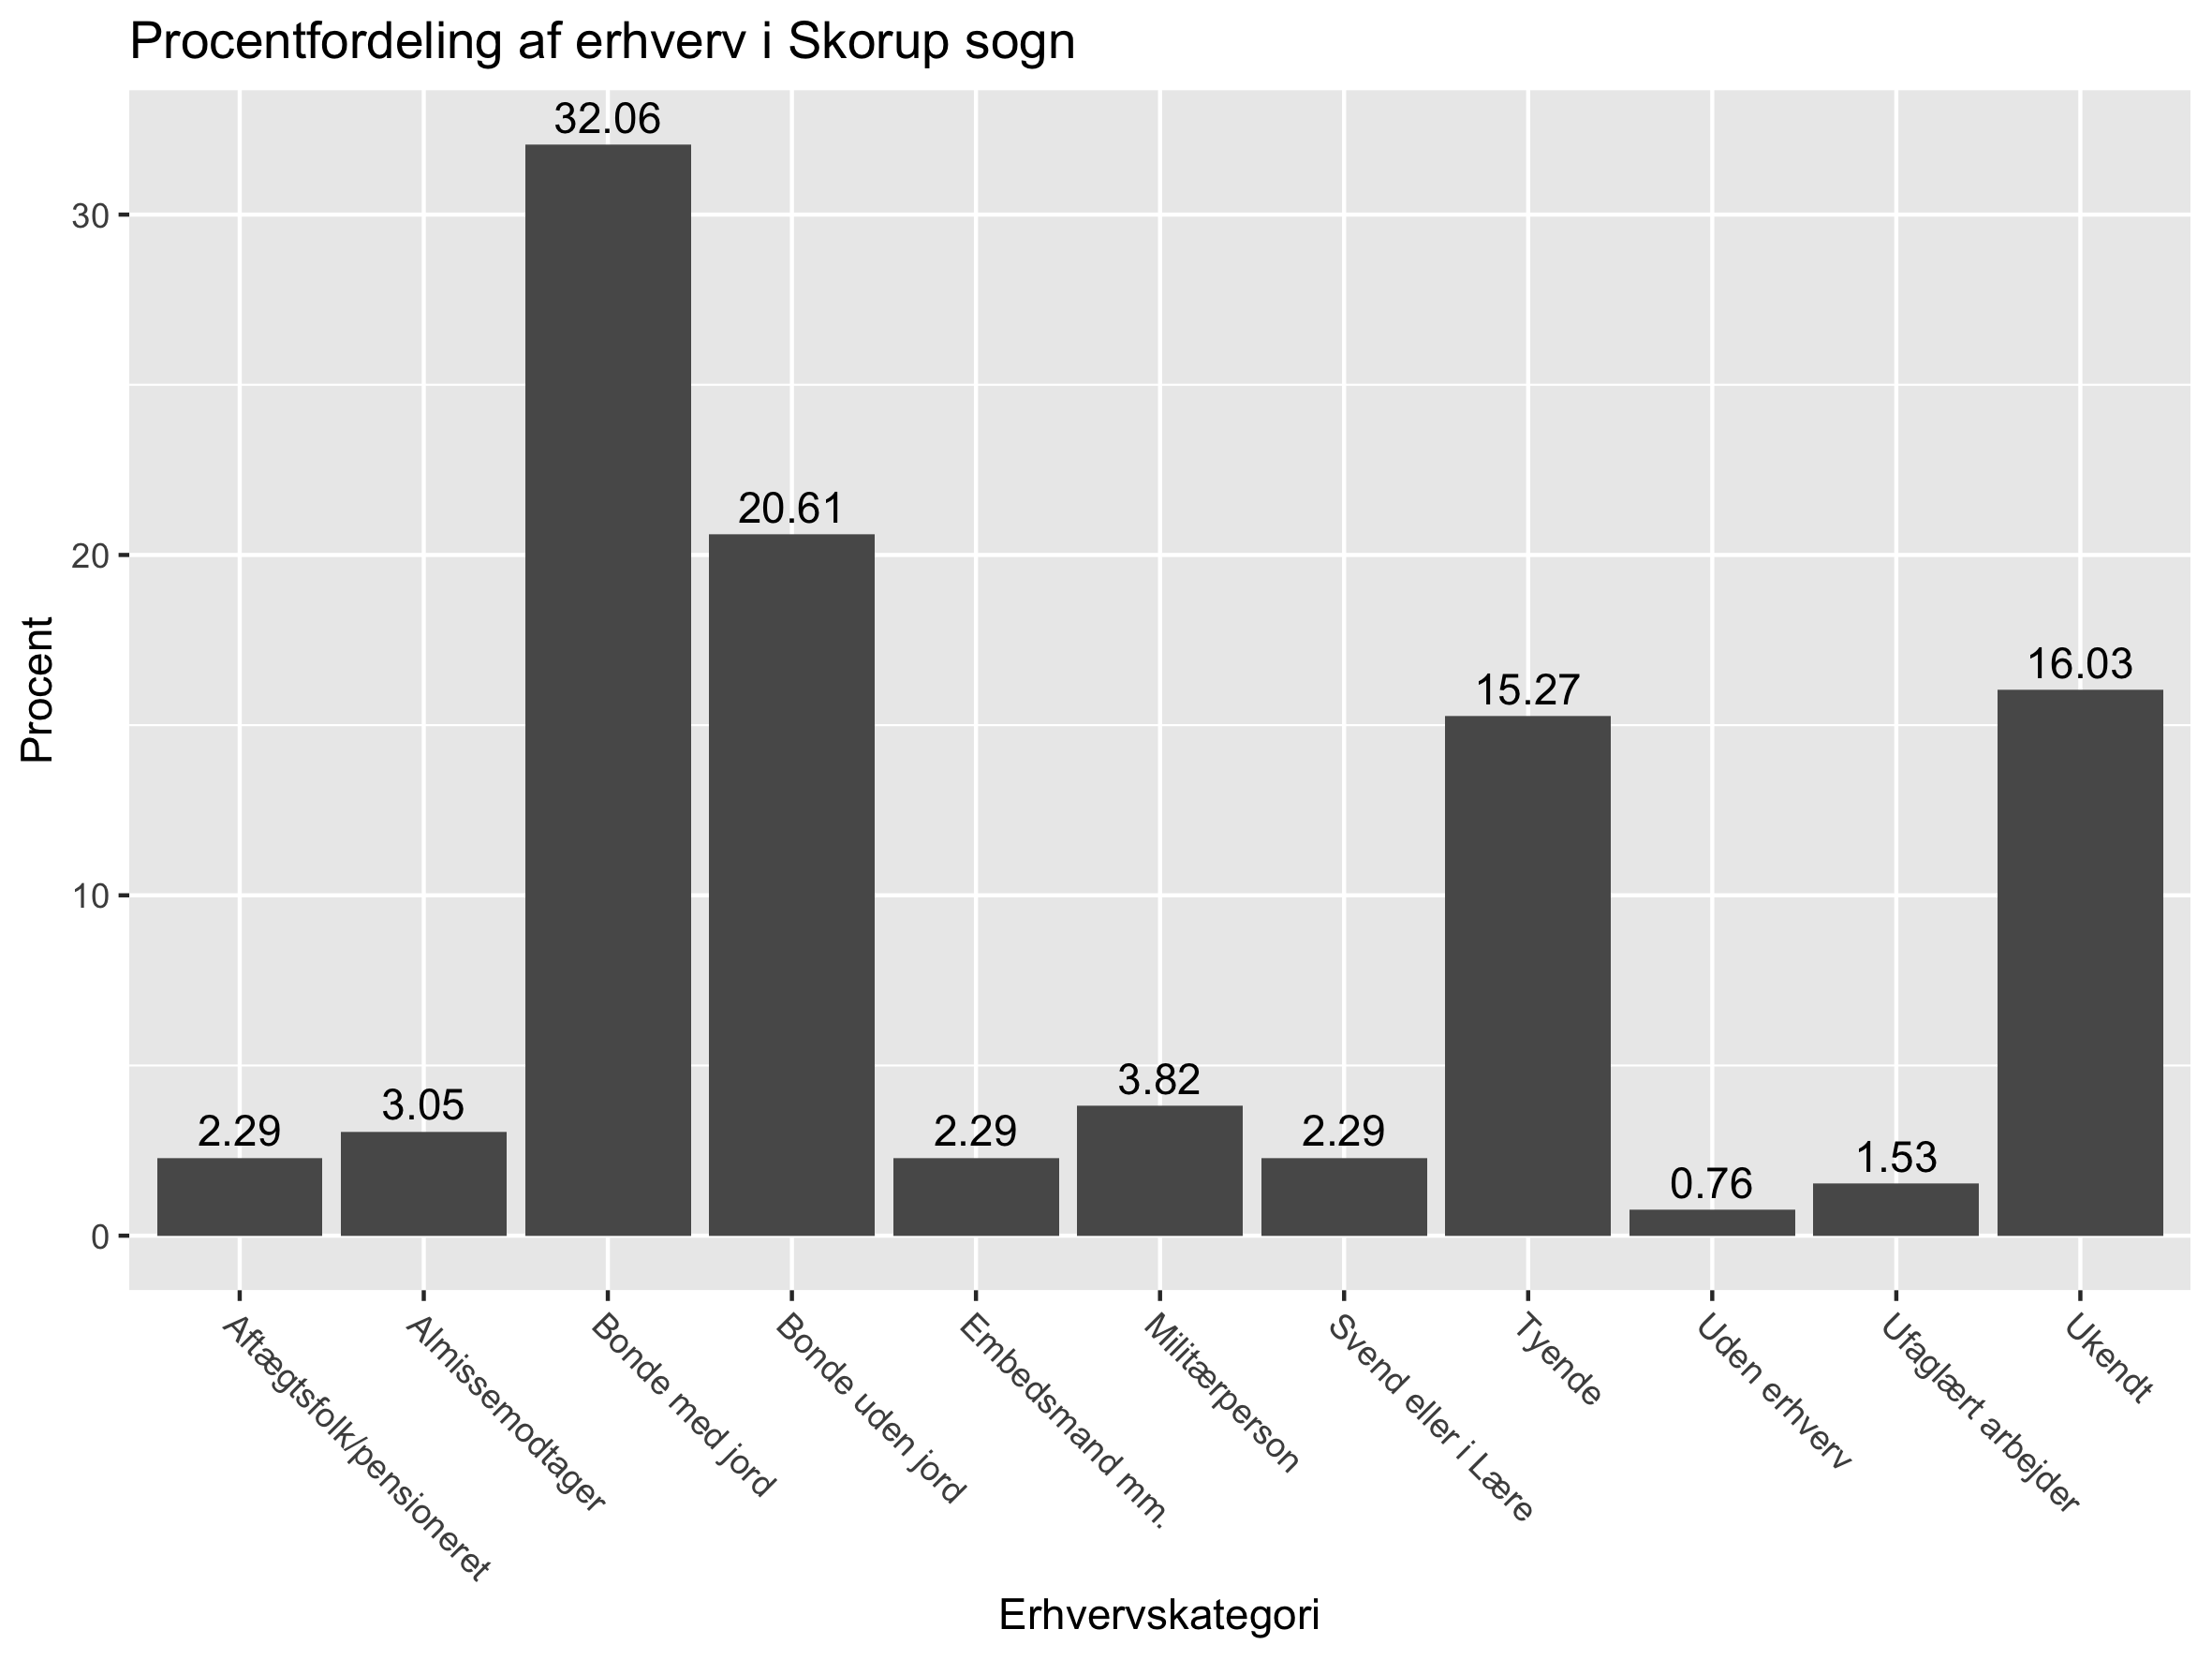 Procentfordeling af erhverv i Skorup sogn
Procent
30
20
10
0
2.29
3.05
32.06
20.61
2.29
3.82
2.29
15.27
0.76
1.53
16.03
Aftægtsfolk/pensioneret
Almissemodtager
Bonde med jord
Bonde uden jord
Embedsmand mm.
Militærperson
Svend eller i Lære
Tyende
Uden erhverv
Ufaglært arbejder
Ukendt
Erhvervskategori